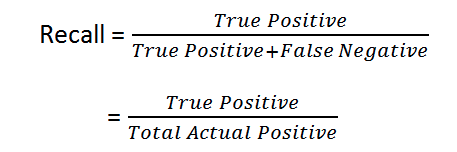 Recall = True Positive
True Positive+False Negative
= True Positive
Total Actual Positive